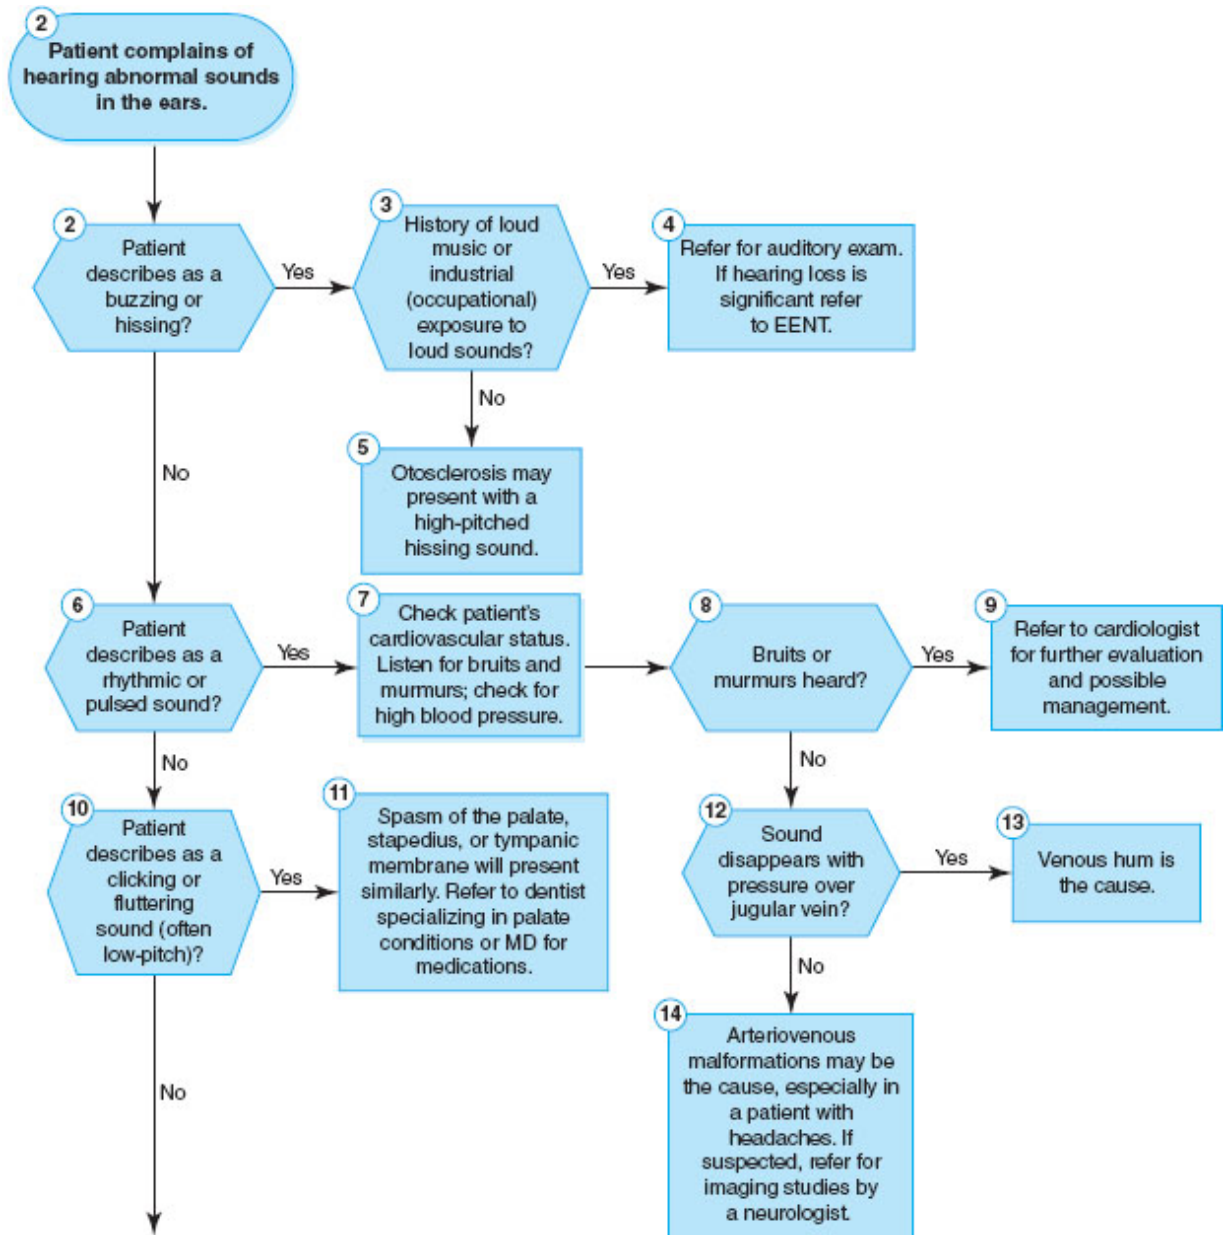 2
Patient complains of
hearing abnormal sounds
in the ears.
2
Patient
describes as a
buzzing or
hissing?
Yes
3
History of loud
music or
industrial
(occupational)
exposure to
loud sounds?
Yes
4
Refer for auditory exam.
If hearing loss is
significant refer
to EENT.
No
No
5
Otosclerosis may
present with a
high-pitched
hissing sound.
6
Patient
describes as a
rhythmic or
pulsed sound?
Yes
7
Check patient's
cardiovascular status.
Listen for bruits and
murmurs; check for
high blood pressure.
8
Bruits or
murmurs heard?
Yes
9
Refer to cardiologist
for further evaluation
and possible
management.
No
No
10
Patient
describes as a
clicking or
fluttering
sound (often
low-pitch)?
Yes
11
Spasm of the palate,
stapedius, or tympanic
membrane will present
similarly. Refer to dentist
specializing in palate
conditions or MD for
medications.
12
Sound
disappears with
pressure over
jugular vein?
Yes
13
Venous hum is
the cause.
No
No
14
Arteriovenous
malformations may be
the cause, especially in
a patient with
headaches. If
suspected, refer for
imaging studies by
a neurologist.